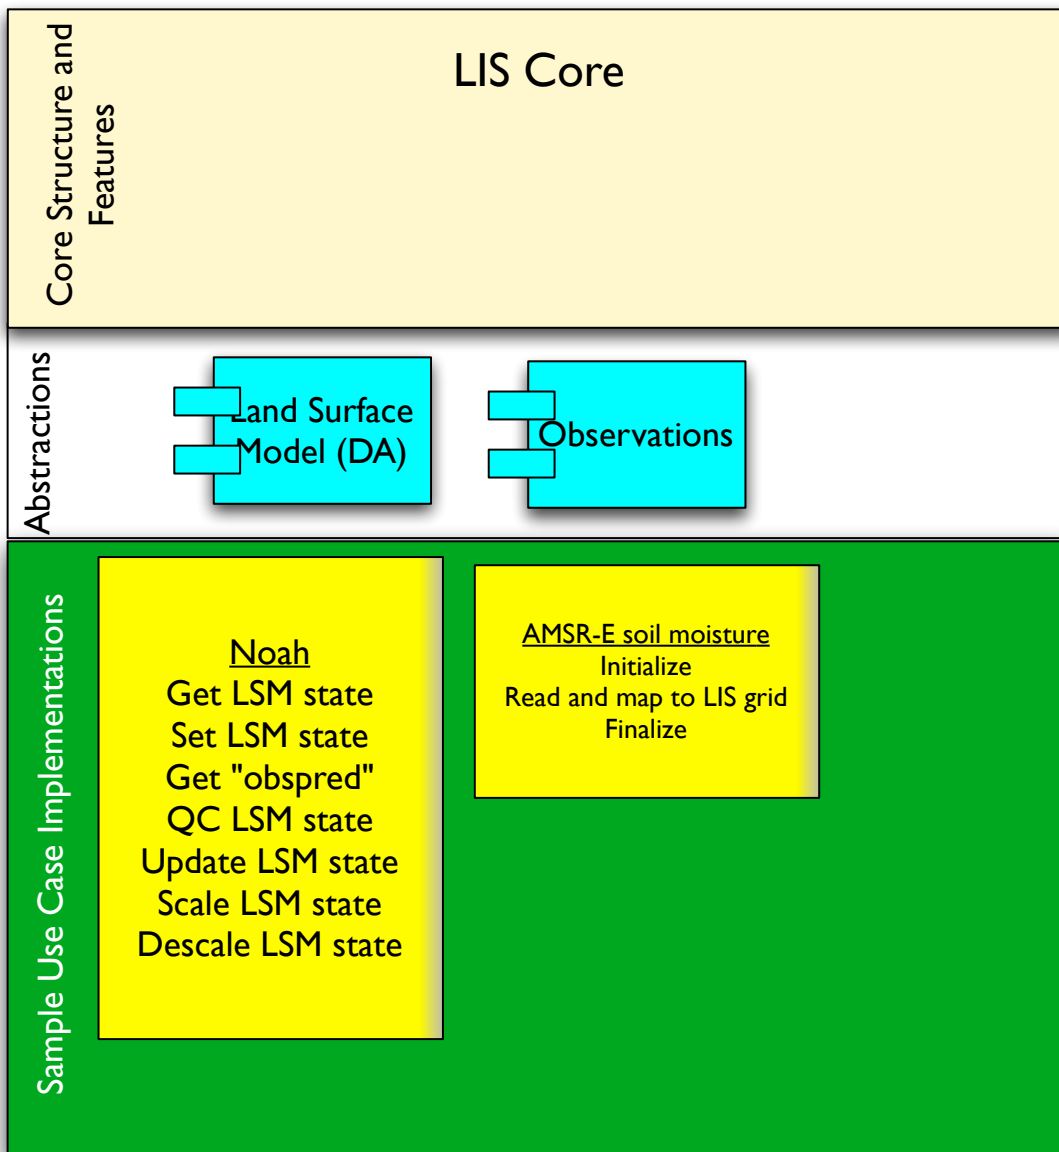 Core Structure and
Features
LIS Core
Abstractions
Land Surface
Model (DA)
Observations
Sample Use Case Implementations
Noah
Get LSM state
Set LSM state
Get "obspred"
QC LSM state
Update LSM state
Scale LSM state
Descale LSM state
AMSR-E soil moisture
Initialize
Read and map to LIS grid
Finalize